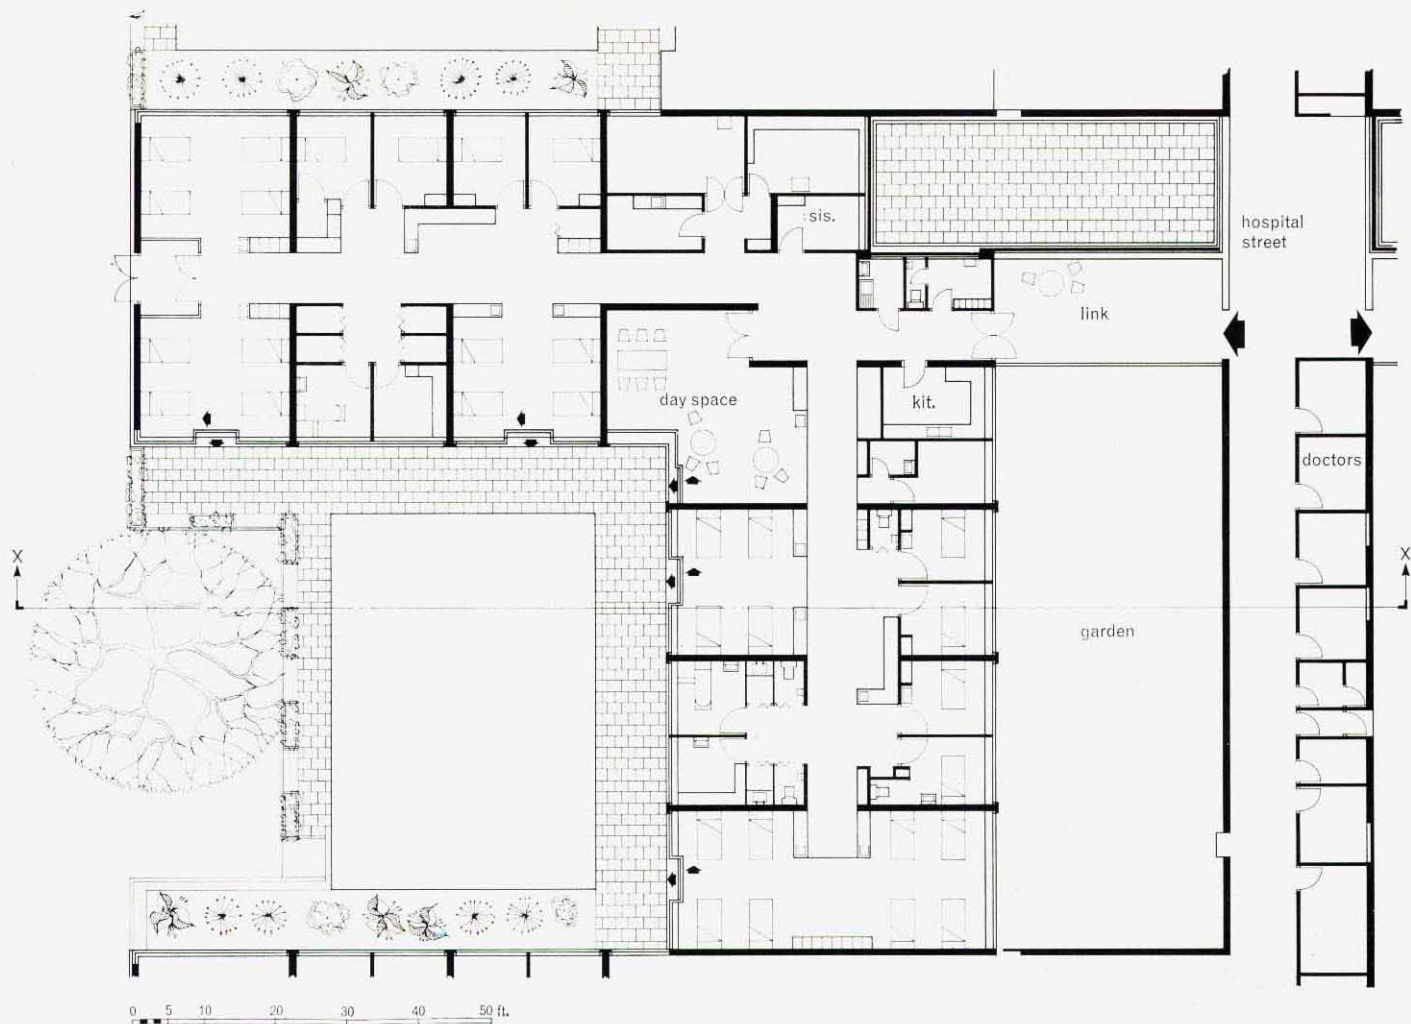 sis.
hospital
street
link
day space
kit.
doctors
X
X
garden
0 5 10 20 30 40 50 ft.